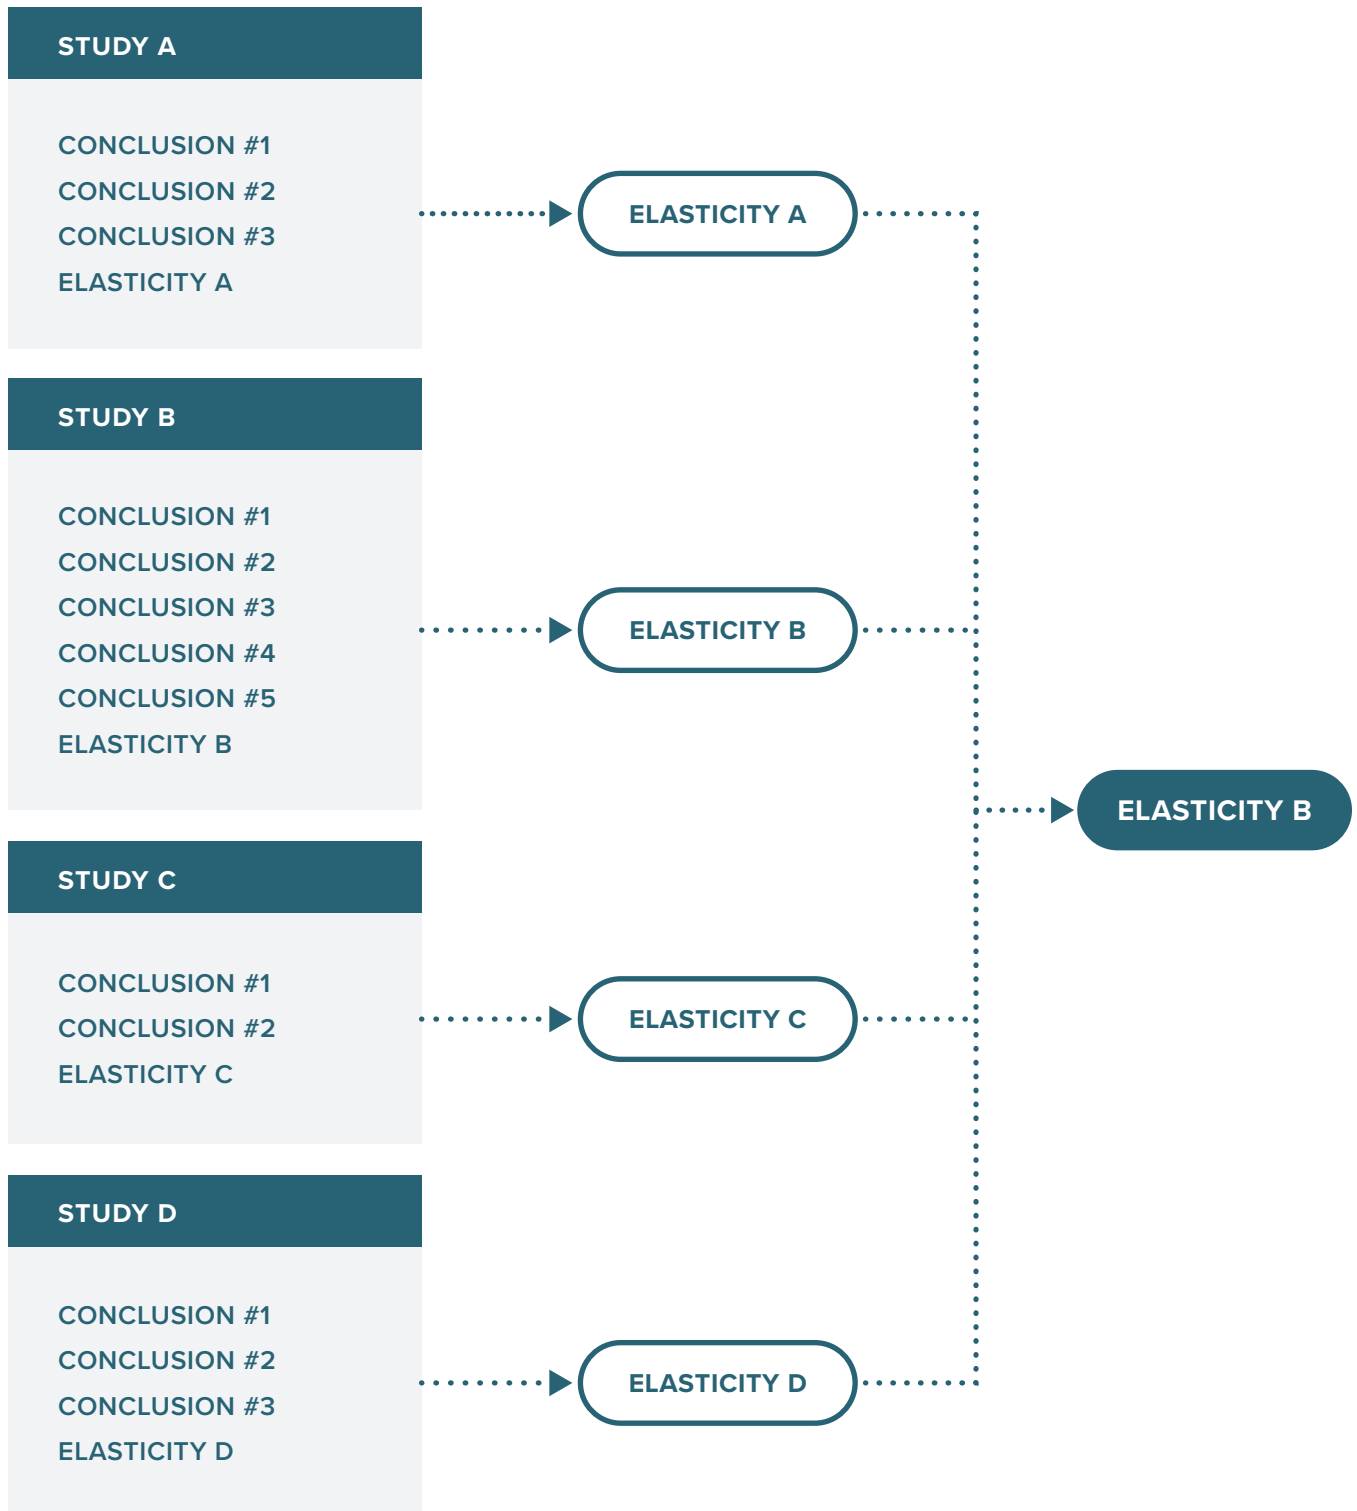 STUDY A
CONCLUSION #1
CONCLUSION #2
CONCLUSION #3
ELASTICITY A
ELASTICITY A
STUDY B
CONCLUSION #1
CONCLUSION #2
CONCLUSION #3
CONCLUSION #4
CONCLUSION #5
ELASTICITY B
ELASTICITY B
STUDY C
CONCLUSION #1
CONCLUSION #2
ELASTICITY C
ELASTICITY C
STUDY D
CONCLUSION #1
CONCLUSION #2
CONCLUSION #3
ELASTICITY D
ELASTICITY D
ELASTICITY B